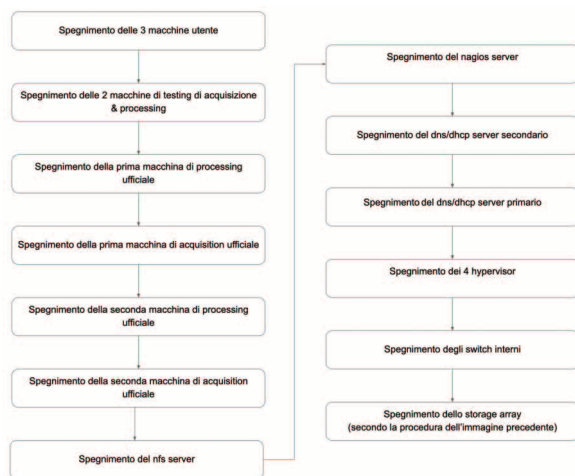 Spegnimento delle 3 macchine utente
Spegnimento delle 2 macchine di testing di acquisizione
& processing
Spegnimento della prima macchina di processing
ufficiale
Spegnimento della prima macchina di acquisition ufficiale
Spegnimento della seconda macchina di processing
ufficiale
Spegnimento della seconda macchina di acquisition
ufficiale
Spegnimento del nfs server
Spegnimento del nagios server
Spegnimento del dns/dhcp server secondario
Spegnimento del dns/dhcp server primario
Spegnimento dei 4 hypervisor
Spegnimento degli switch interni
Spegnimento dello storage array
(secondo la procedura dell'immagine precedente)